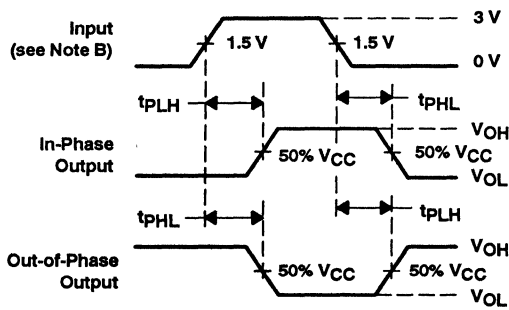 3 V
Input
(see Note B)
1.5 V
1.5 V
0 V
tPLH
tPHL
VOH
In-Phase
Output
50% VCC
50% VCC
VOL
tPHL
tPLH
VOH
Out-of-Phase
Output
50% VCC
50% VCC
VOL